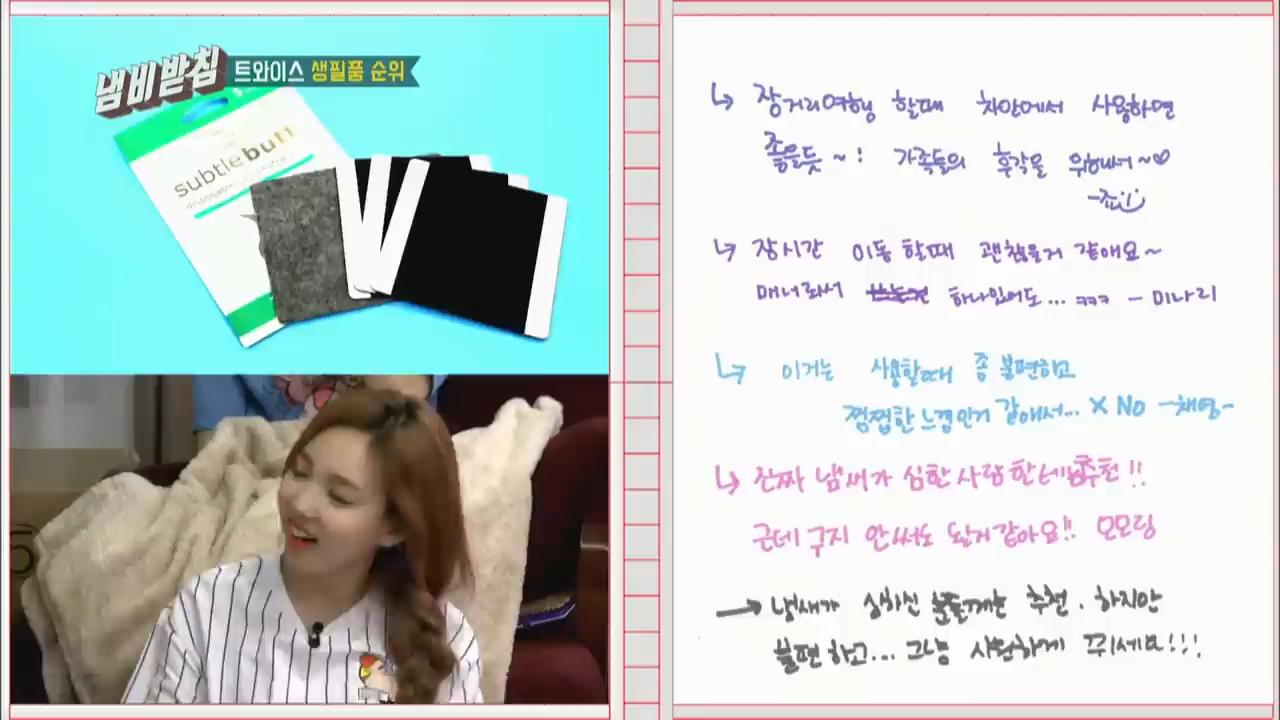 냄비받침
트와이스 생필품 순위
subtlebutt
↳ 장거리여행 할때 차안에서 사용하면
좋을듯~! 가족들의 후각을 위해서~♡
↳ 장시간 이동 할때 괜찮을거 같애요~
매너로써 하나있어도... ㅋㅋㅋ - 미나리
↳ 이거는 사용할때 좀 불편하고
찝찝한 느낌인거 같애서... X No -채영-
↳ 진짜 냄새가 심한 사람한테 추천!!
근데 구지 안써도 될거같아요!! 모모링
→ 냄새가 심하신 분들께는 추천. 하지만
불편하고... 그냥 시원하게 뀌세요!!!